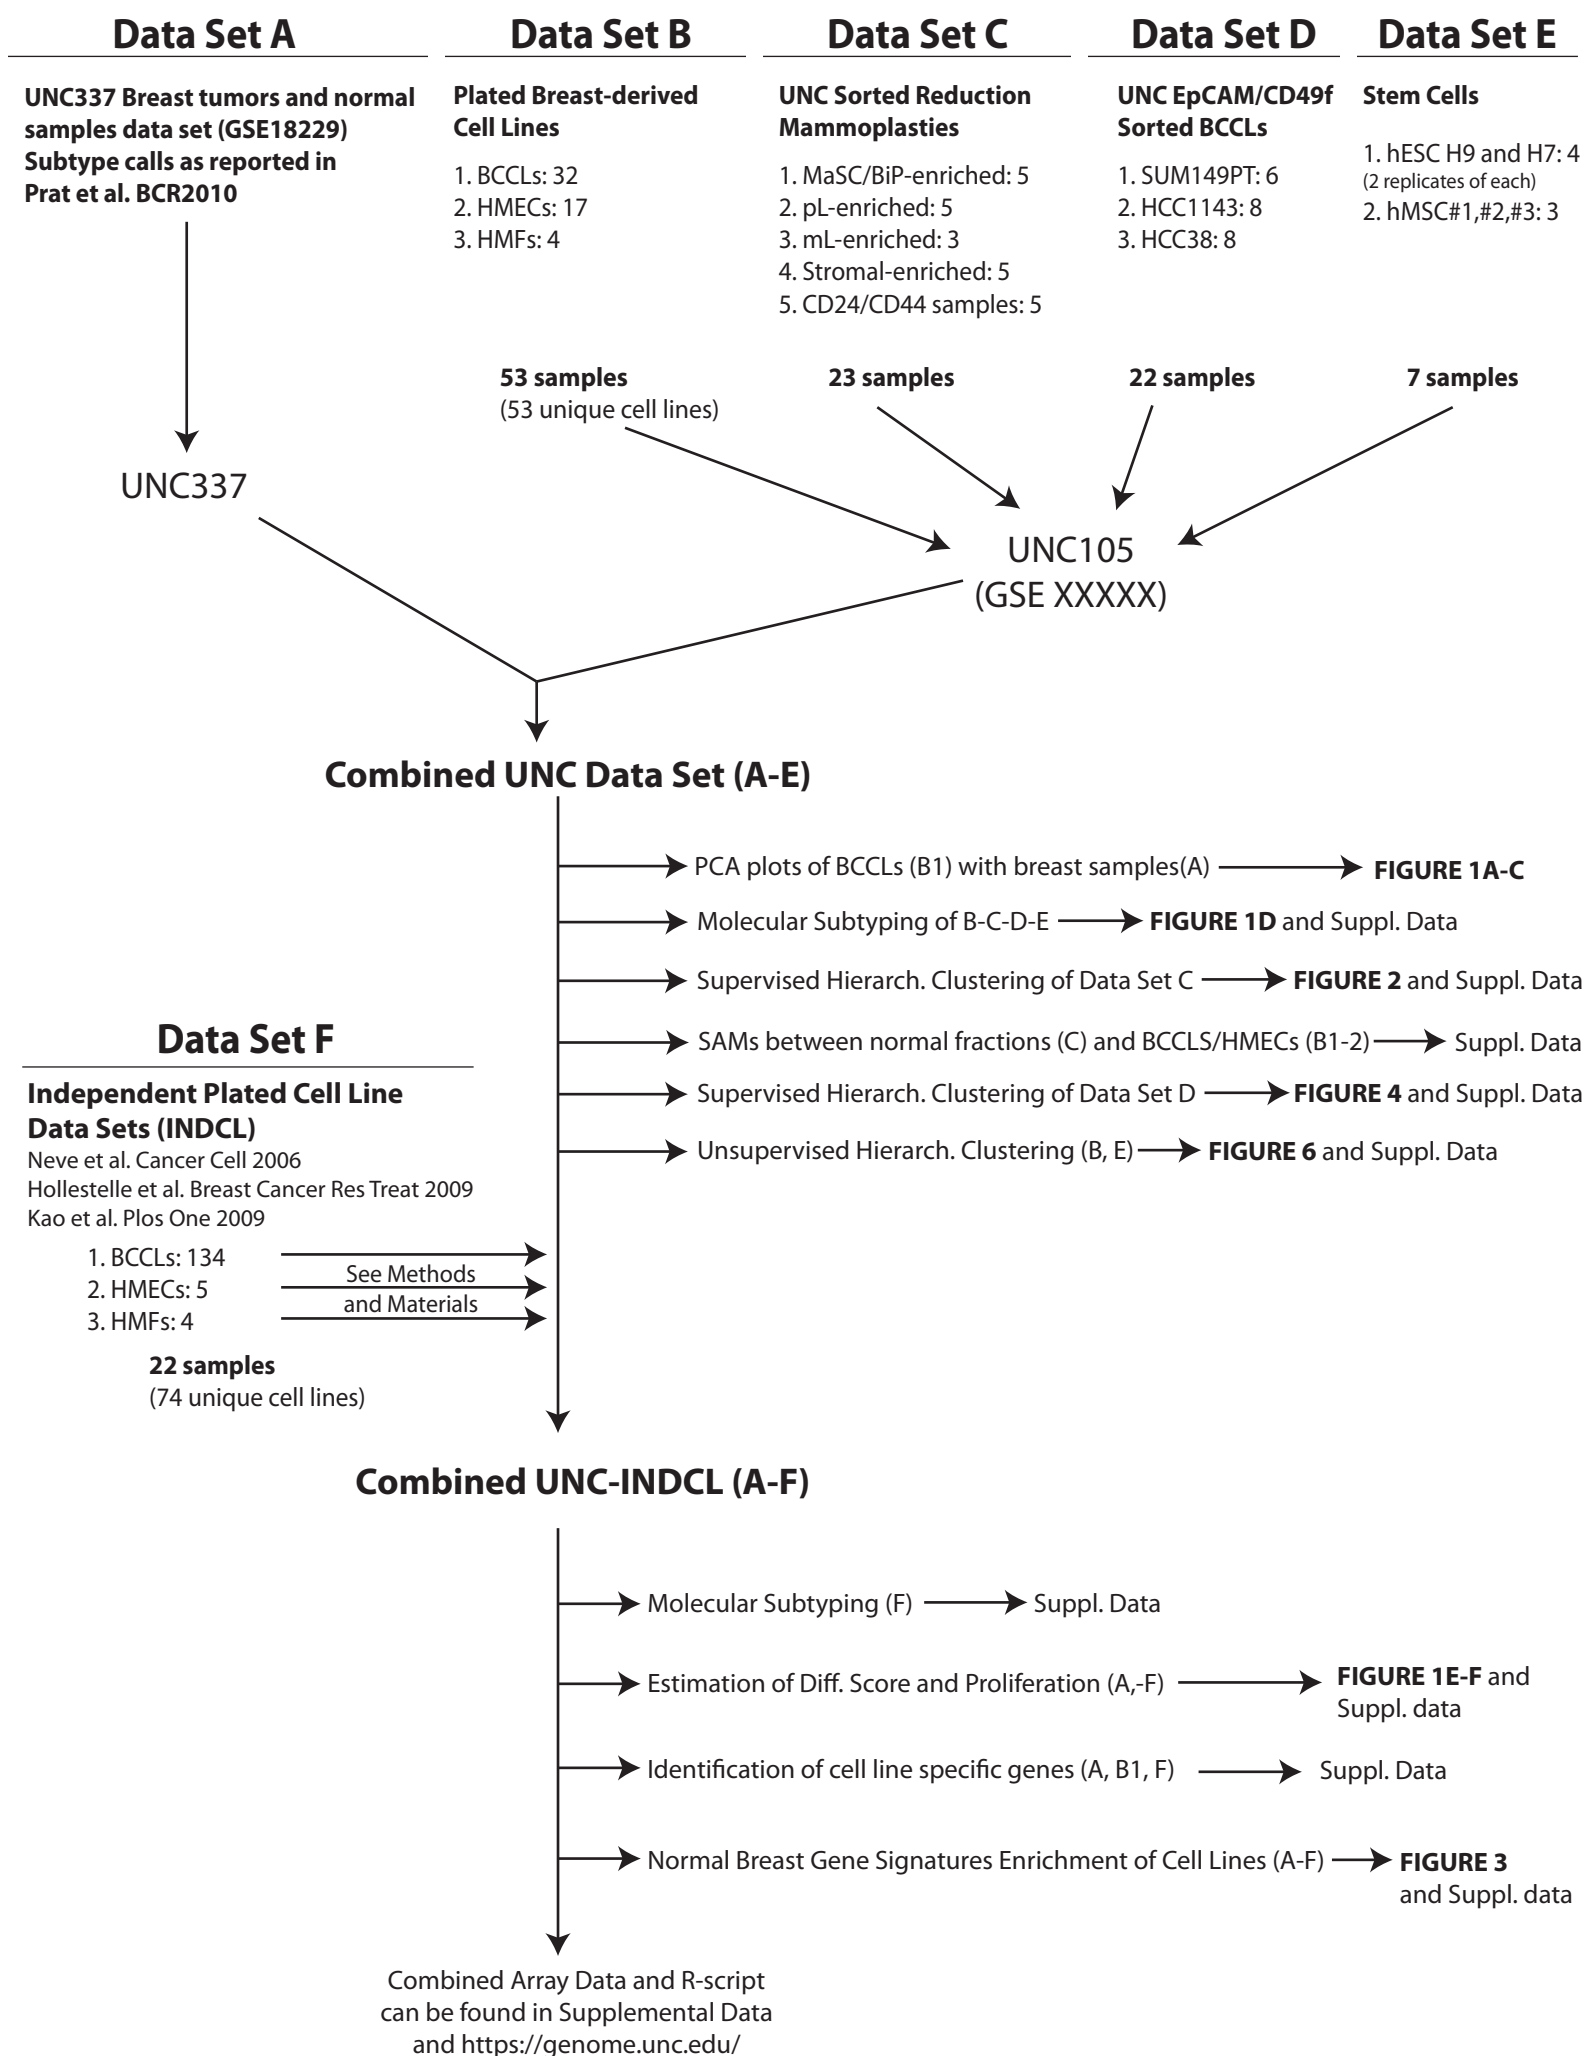 Data Set A
UNC337 Breast tumors and normal
samples data set (GSE18229)
Subtype calls as reported in
Prat et al. BCR2010
Data Set B
Plated Breast-derived
Cell Lines
1. BCCLs: 32
2. HMECs: 17
3. HMFs: 4
53 samples
(53 unique cell lines)
Data Set C
UNC Sorted Reduction
Mammoplasties
1. MaSC/BiP-enriched: 5
2. pL-enriched: 5
3. mL-enriched: 3
4. Stromal-enriched: 5
5. CD24/CD44 samples: 5
23 samples
Data Set D
UNC EpCAM/CD49f
Sorted BCCLs
1. SUM149PT: 6
2. HCC1143: 8
3. HCC38: 8
22 samples
Data Set E
Stem Cells
1. hESC H9 and H7: 4
(2 replicates of each)
2. hMSC#1,#2,#3: 3
7 samples
UNC337
UNC105
(GSE XXXXX)
Combined UNC Data Set (A-E)
PCA plots of BCCLs (B1) with breast samples(A) FIGURE 1A-C
Molecular Subtyping of B-C-D-E FIGURE 1D and Suppl. Data
Supervised Hierarch. Clustering of Data Set C FIGURE 2 and Suppl. Data
SAMs between normal fractions (C) and BCCLS/HMECs (B1-2) Suppl. Data
Supervised Hierarch. Clustering of Data Set D FIGURE 4 and Suppl. Data
Unsupervised Hierarch. Clustering (B, E) FIGURE 6 and Suppl. Data
Data Set F
Independent Plated Cell Line
Data Sets (INDCL)
Neve et al. Cancer Cell 2006
Hollestelle et al. Breast Cancer Res Treat 2009
Kao et al. Plos One 2009
1. BCCLs: 134
2. HMECs: 5
3. HMFs: 4
See Methods
and Materials
22 samples
(74 unique cell lines)
Combined UNC-INDCL (A-F)
Molecular Subtyping (F) Suppl. Data
Estimation of Diff. Score and Proliferation (A,-F) FIGURE 1E-F and
Suppl. data
Identification of cell line specific genes (A, B1, F) Suppl. Data
Normal Breast Gene Signatures Enrichment of Cell Lines (A-F) FIGURE 3
and Suppl. data
Combined Array Data and R-script
can be found in Supplemental Data
and https://genome.unc.edu/